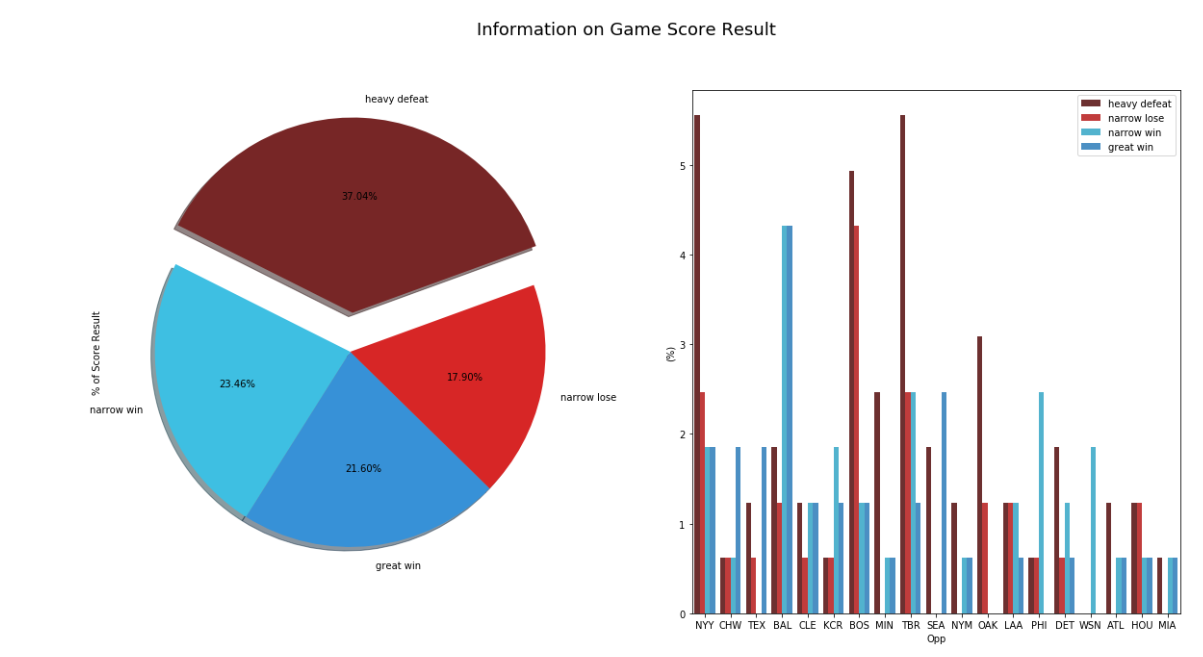 Information on Game Score Result
heavy defeat
37.04%
% of Score Result
narrow win
23.46%
17.90%
narrow lose
21.60%
great win
heavy defeat
narrow lose
narrow win
great win
(%)
5
4
3
2
1
0
NYY CHW TEX BAL CLE KCR BOS MIN TBR SEA NYM OAK LAA PHI DET WSN ATL HOU MIA
Opp